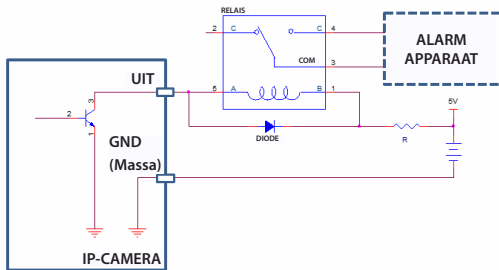 RELAIS
2 C C 4
COM 3
ALARM
APPARAAT
UIT
5 A B 1
DIODE
R
5V
3
2
1
GND
(Massa)
IP-CAMERA